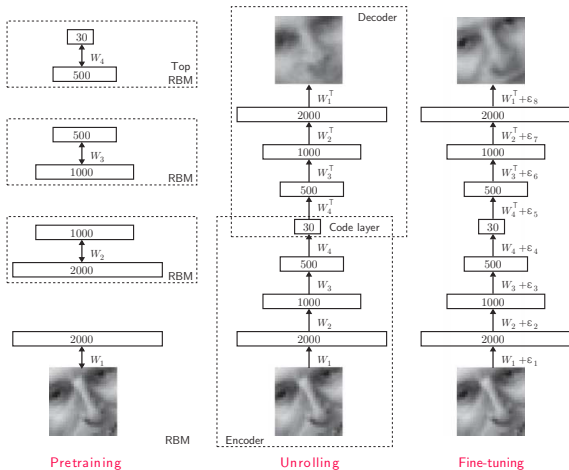 30
W₄
500
Top
RBM
500
W₃
1000
RBM
1000
W₂
2000
RBM
2000
W₁
RBM
Pretraining
Decoder
W₁ᵀ
2000
W₂ᵀ
1000
W₃ᵀ
500
W₄ᵀ
30
Code layer
W₄
500
W₃
1000
W₂
2000
W₁
Encoder
Unrolling
W₁ᵀ+ε₈
2000
W₂ᵀ+ε₇
1000
W₃ᵀ+ε₆
500
W₄ᵀ+ε₅
30
W₄+ε₄
500
W₃+ε₃
1000
W₂+ε₂
2000
W₁+ε₁
Fine-tuning